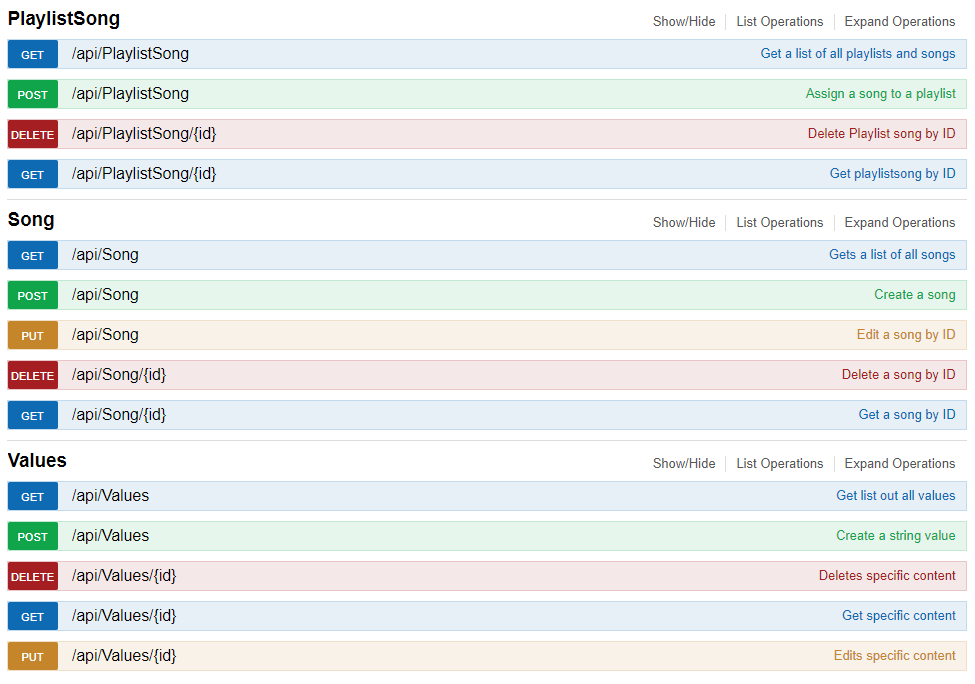 PlaylistSong Show/Hide List Operations Expand Operations
GET /api/PlaylistSong Get a list of all playlists and songs
POST /api/PlaylistSong Assign a song to a playlist
DELETE /api/PlaylistSong/{id} Delete Playlist song by ID
GET /api/PlaylistSong/{id} Get playlistsong by ID
Song Show/Hide List Operations Expand Operations
GET /api/Song Gets a list of all songs
POST /api/Song Create a song
PUT /api/Song Edit a song by ID
DELETE /api/Song/{id} Delete a song by ID
GET /api/Song/{id} Get a song by ID
Values Show/Hide List Operations Expand Operations
GET /api/Values Get list out all values
POST /api/Values Create a string value
DELETE /api/Values/{id} Deletes specific content
GET /api/Values/{id} Get specific content
PUT /api/Values/{id} Edits specific content